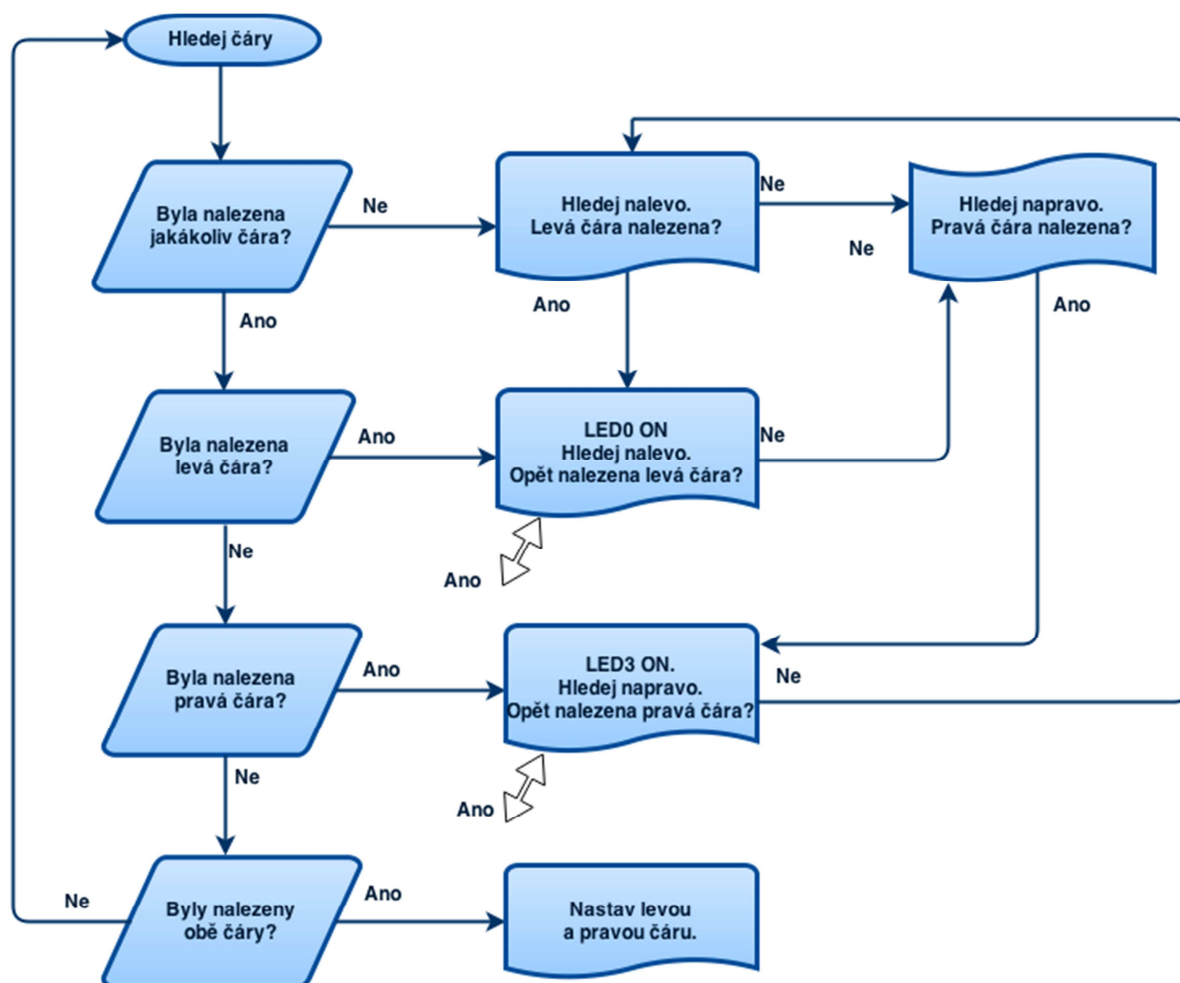 Hledej čáry
Byla nalezena
jakákoliv čára?
Ne
Hledej nalevo.
Levá čára nalezena?
Ne
Hledej napravo.
Pravá čára nalezena?
Ne
Ano
Ano
Ano
Byla nalezena
levá čára?
Ano
LED0 ON
Hledej nalevo.
Opět nalezena levá čára?
Ne
Ne
Ano
Byla nalezena
pravá čára?
Ano
LED3 ON.
Hledej napravo.
Opět nalezena pravá čára?
Ne
Ne
Ano
Byly nalezeny
obě čáry?
Ne
Ano
Nastav levou
a pravou čáru.